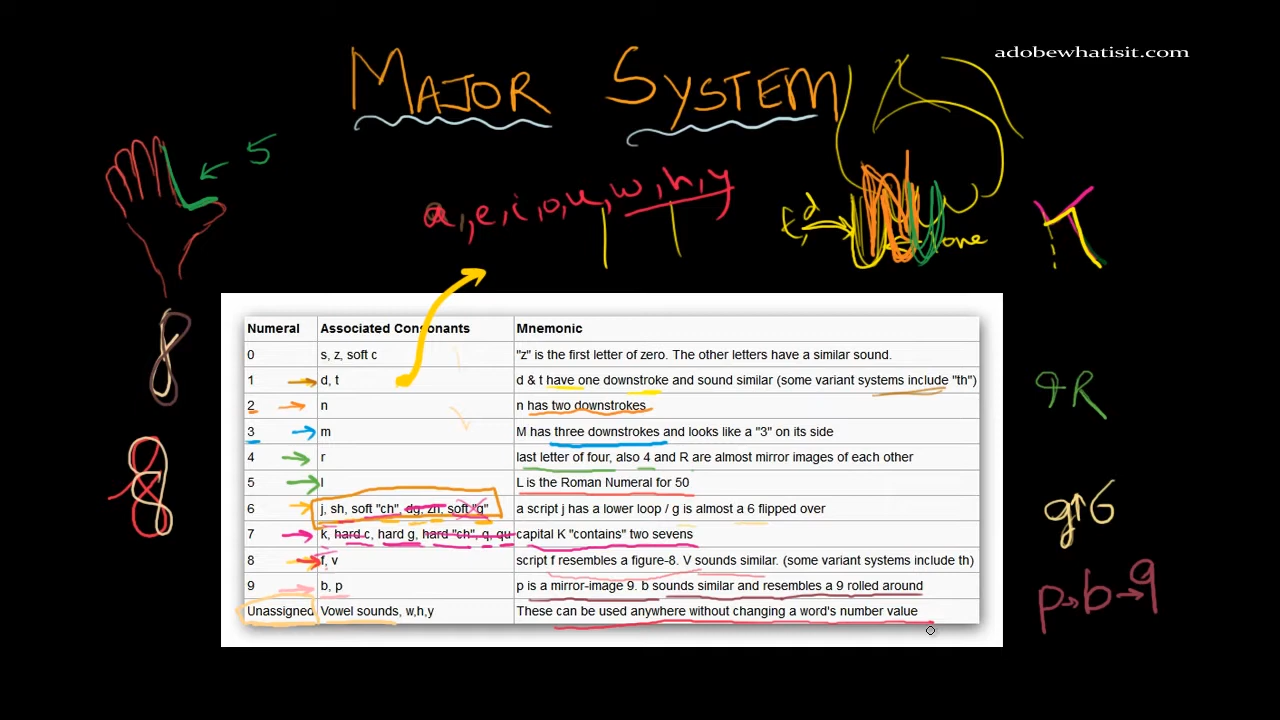 adobewhatisit.com
MAJOR SYSTEM
5
a, e, i, o, u, w, h, y
t, d
one
8
Numeral Associated Consonants Mnemonic
0 s, z, soft c "z" is the first letter of zero. The other letters have a similar sound.
1 d, t d & t have one downstroke and sound similar (some variant systems include "th")
2 n n has two downstrokes
3 m M has three downstrokes and looks like a "3" on its side
4 r last letter of four, also 4 and R are almost mirror images of each other
4 R
5 l L is the Roman Numeral for 50
8
6 j, sh, soft "ch", dg, zh, soft "g" a script j has a lower loop / g is almost a 6 flipped over
g 6
7 k, hard c, hard g, hard "ch", q, qu capital K "contains" two sevens
8 f, v script f resembles a figure-8. V sounds similar. (some variant systems include th)
9 b, p p is a mirror-image 9. b sounds similar and resembles a 9 rolled around
p → b → 9
Unassigned Vowel sounds, w,h,y These can be used anywhere without changing a word's number value